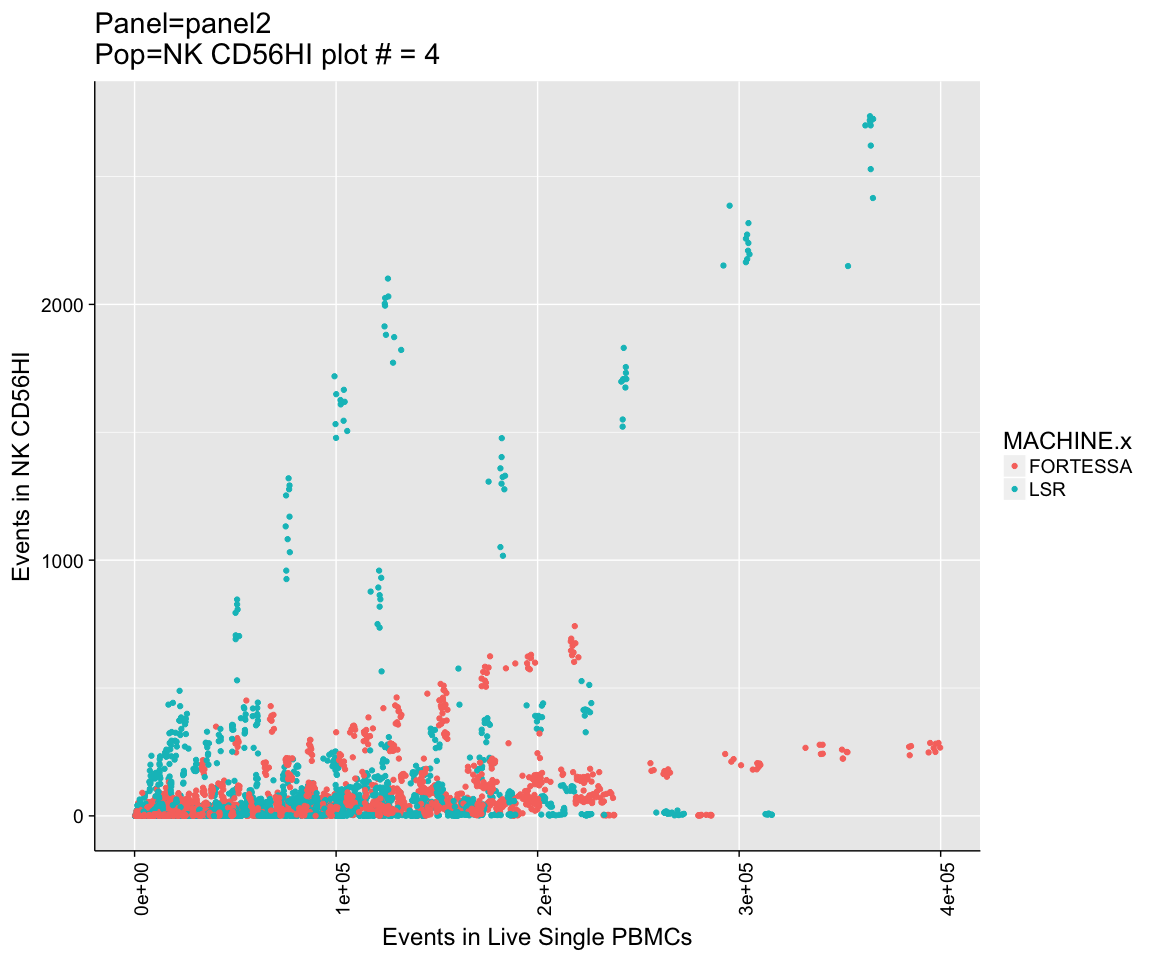 Panel=panel2
Pop=NK CD56HI plot # = 4
Events in NK CD56HI
2000
1000
0
0e+00
1e+05
2e+05
3e+05
4e+05
Events in Live Single PBMCs
MACHINE.x
FORTESSA
LSR